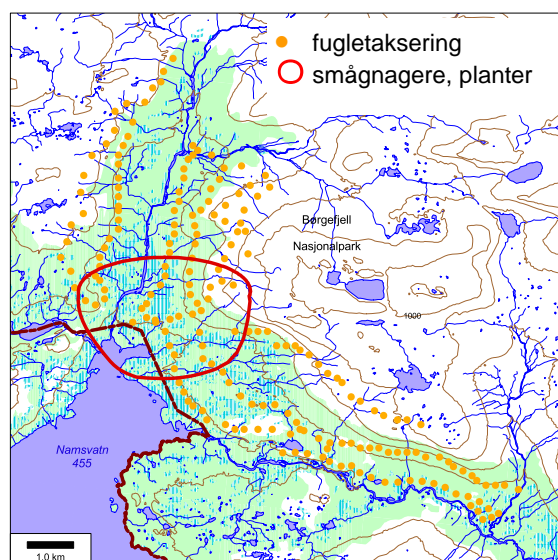 fugletaksering
smågnagere, planter
Børgefjell
Nasjonalpark
1000
Namsvatn
455
1.0 km